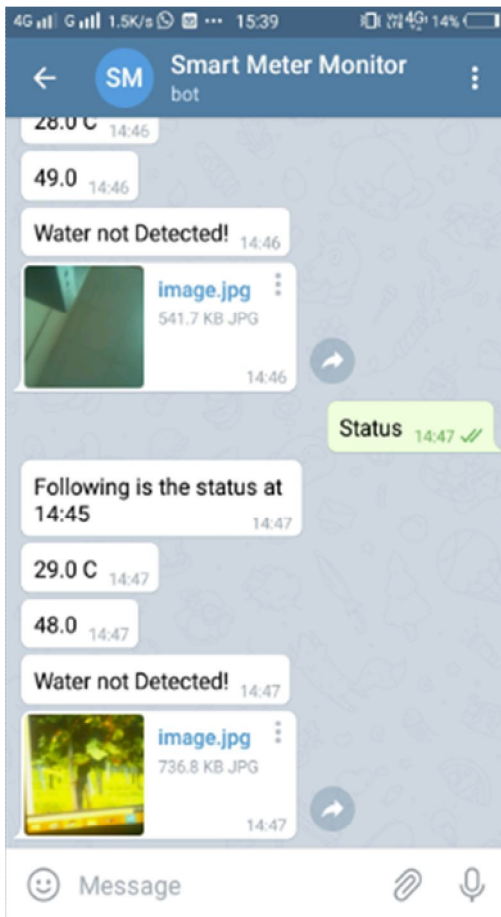 4G G 1.5K/s ... 15:39 4G 14%
SM
Smart Meter Monitor
bot
28.0 C 14:46
49.0 14:46
Water not Detected! 14:46
image.jpg
541.7 KB JPG
14:46
Status 14:47
Following is the status at
14:45 14:47
29.0 C 14:47
48.0 14:47
Water not Detected! 14:47
image.jpg
736.8 KB JPG
14:47
Message